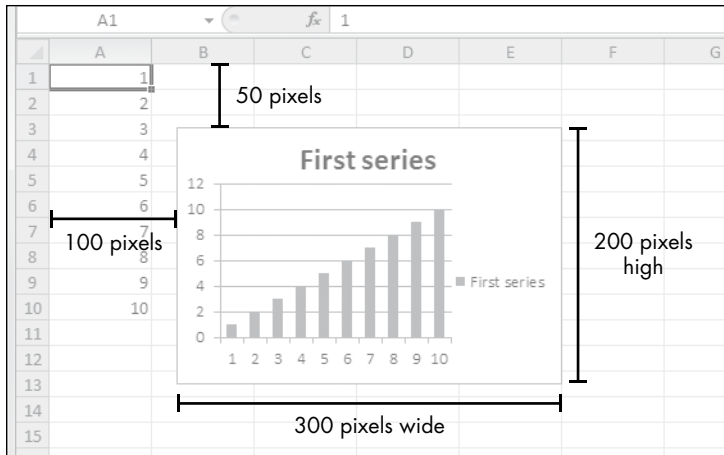 A1 fx 1
A B C D E F G
1 1
2 2
50 pixels
3 3
4 4
First series
5 5
12
6 6
10
7 7
100 pixels
8
8 8
6
9 9
4
First series
10 10
2
11
0
12
1 2 3 4 5 6 7 8 9 10
13
14
300 pixels wide
15
200 pixels
high